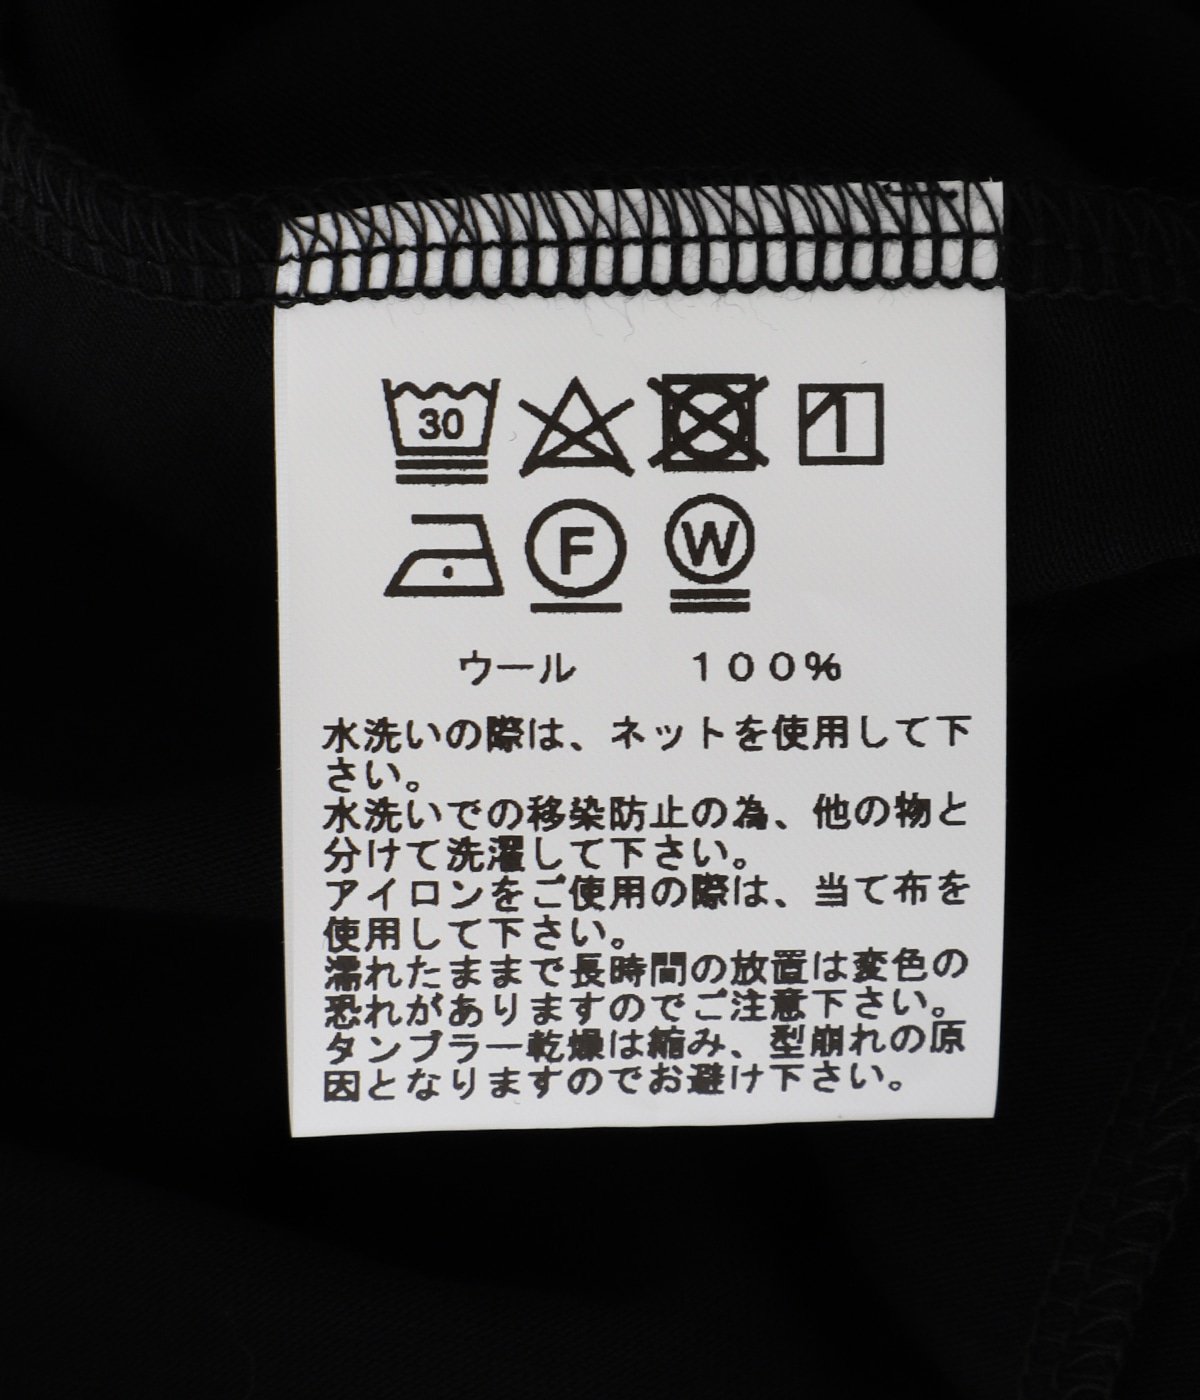 30
F
W
ウール　１００％
水洗いの際は、ネットを使用して下
さい。
水洗いでの移染防止の為、他の物と
分けて洗濯して下さい。
アイロンをご使用の際は、当て布を
使用して下さい。
濡れたままで長時間の放置は変色の
恐れがありますのでご注意下さい。
タンブラー乾燥は縮み、型崩れの原
因となりますのでお避け下さい。